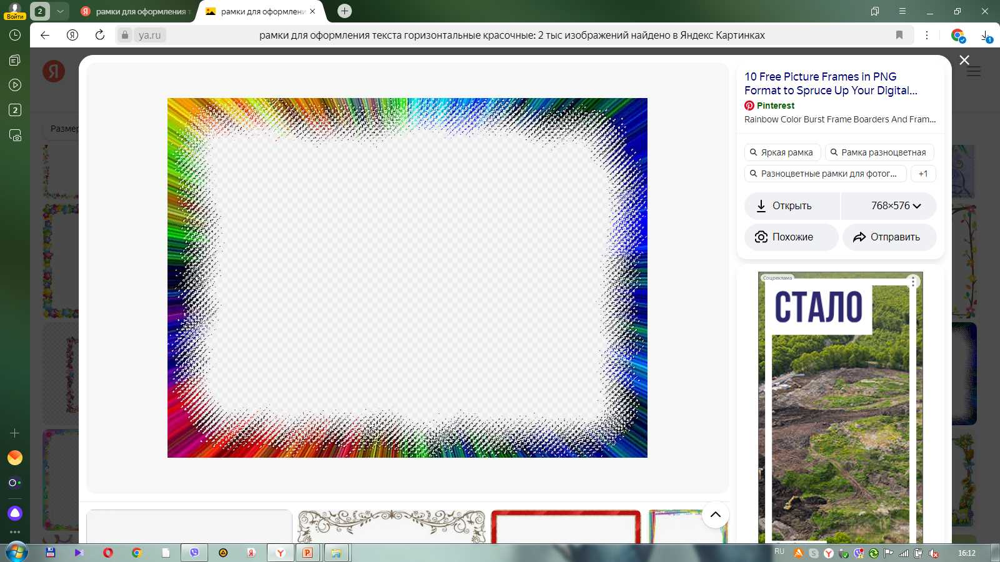 Войти
2
рамки для оформления т
рамки для оформлени
ya.ru
рамки для оформления текста горизонтальные красочные: 2 тыс изображений найдено в Яндекс Картинках
1
2
Я
Размер
10 Free Picture Frames in PNG
Format to Spruce Up Your Digital...
Pinterest
Rainbow Color Burst Frame Boarders And Fram...
Яркая рамка
Рамка разноцветная
Разноцветные рамки для фотог...
+1
Открыть
768×576
Похожие
Отправить
Соцреклама
СТАЛО
RU
16:12